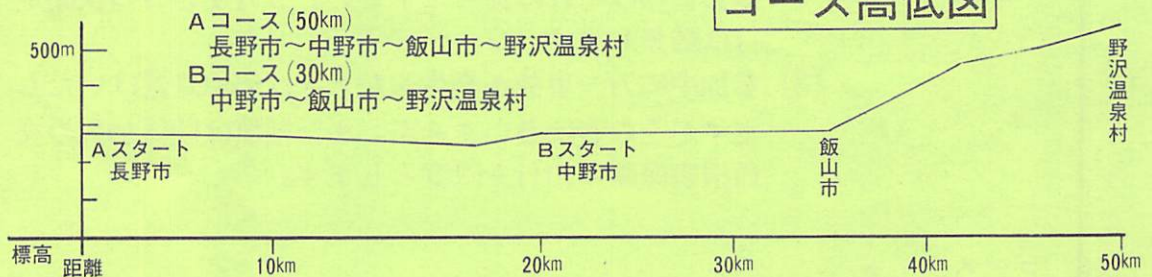 コース高低図
Aコース(50km)
長野市～中野市～飯山市～野沢温泉村
Bコース(30km)
中野市～飯山市～野沢温泉村
500m
Aスタート
長野市
Bスタート
中野市
飯山市
野沢温泉村
標高
距離
10km
20km
30km
40km
50km